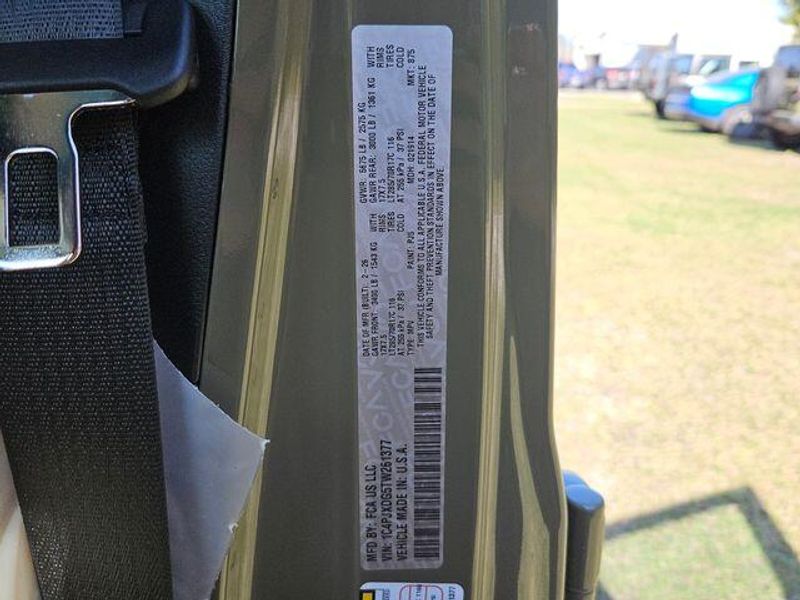 MFD BY: FCA US LLC
VIN: 1C4PJXDG5TW261377
VEHICLE MADE IN: U.S.A.
DATE OF MFR (BUILT): 2-26 GVWR: 5675 LB / 2575 KG
GAWR FRONT: 3400 LB / 1543 KG WITH GAWR REAR: 3000 LB / 1361 KG WITH
17X7.5 RIMS 17X7.5 RIMS
LT285/70R17C 116 TIRES LT285/70R17C 116 TIRES
AT 255 kPa / 37 PSI COLD AT 255 kPa / 37 PSI COLD
TYPE: MPV PAINT: PJ5 MDH: 021914 MKT: 875
THIS VEHICLE CONFORMS TO ALL APPLICABLE U.S.A. FEDERAL MOTOR VEHICLE
SAFETY AND THEFT PREVENTION STANDARDS IN EFFECT ON THE DATE OF
MANUFACTURE SHOWN ABOVE.